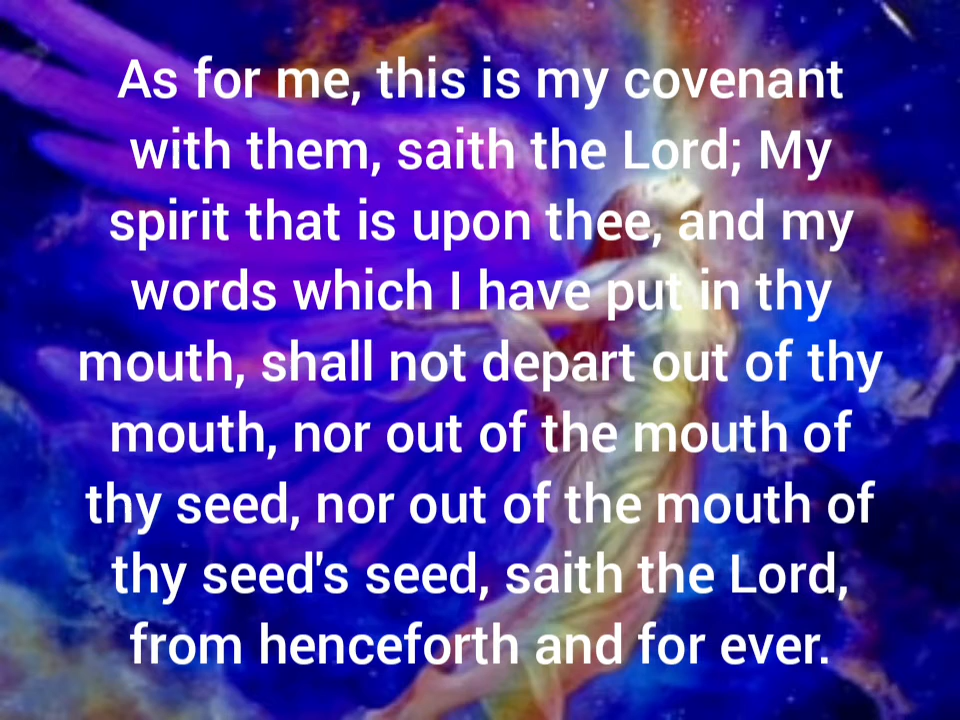 As for me, this is my covenant
with them, saith the Lord; My
spirit that is upon thee, and my
words which I have put in thy
mouth, shall not depart out of thy
mouth, nor out of the mouth of
thy seed, nor out of the mouth of
thy seed's seed, saith the Lord,
from henceforth and for ever.